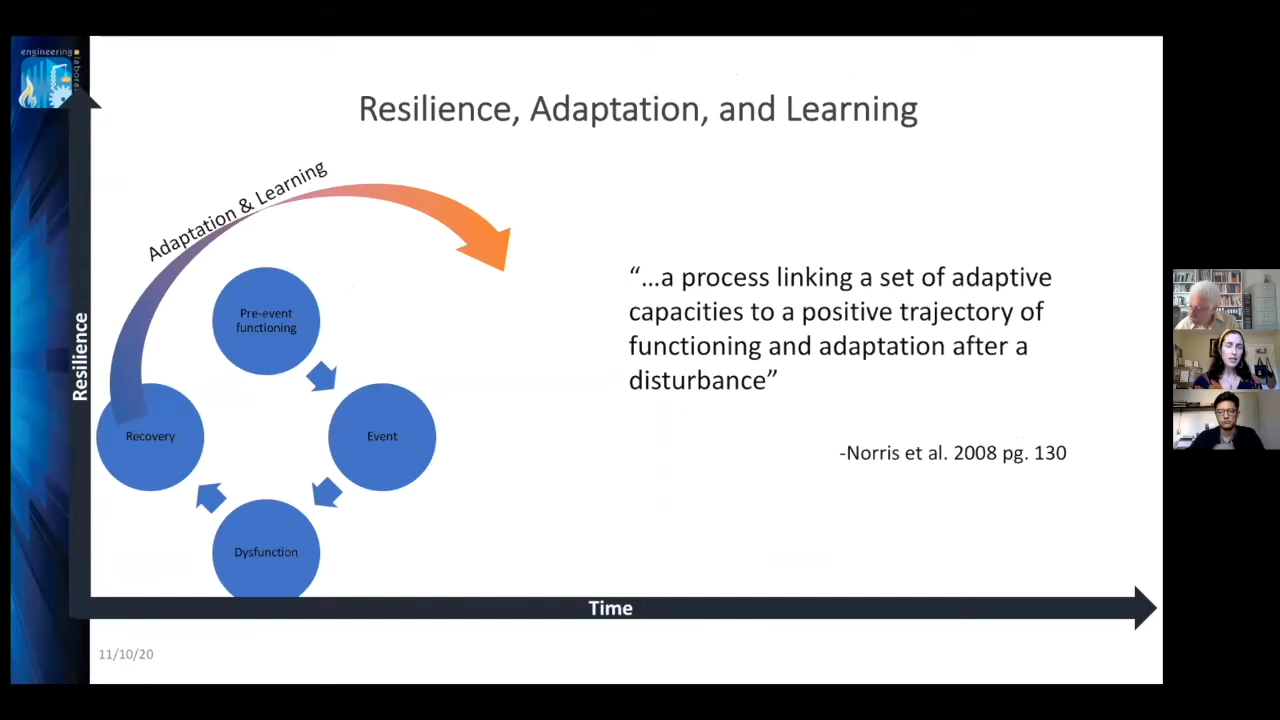 engineering
labora
Resilience, Adaptation, and Learning
Adaptation & Learning
Pre-event
functioning
“...a process linking a set of adaptive
capacities to a positive trajectory of
functioning and adaptation after a
disturbance”
Resilience
Recovery
Event
-Norris et al. 2008 pg. 130
Dysfunction
Time
11/10/20